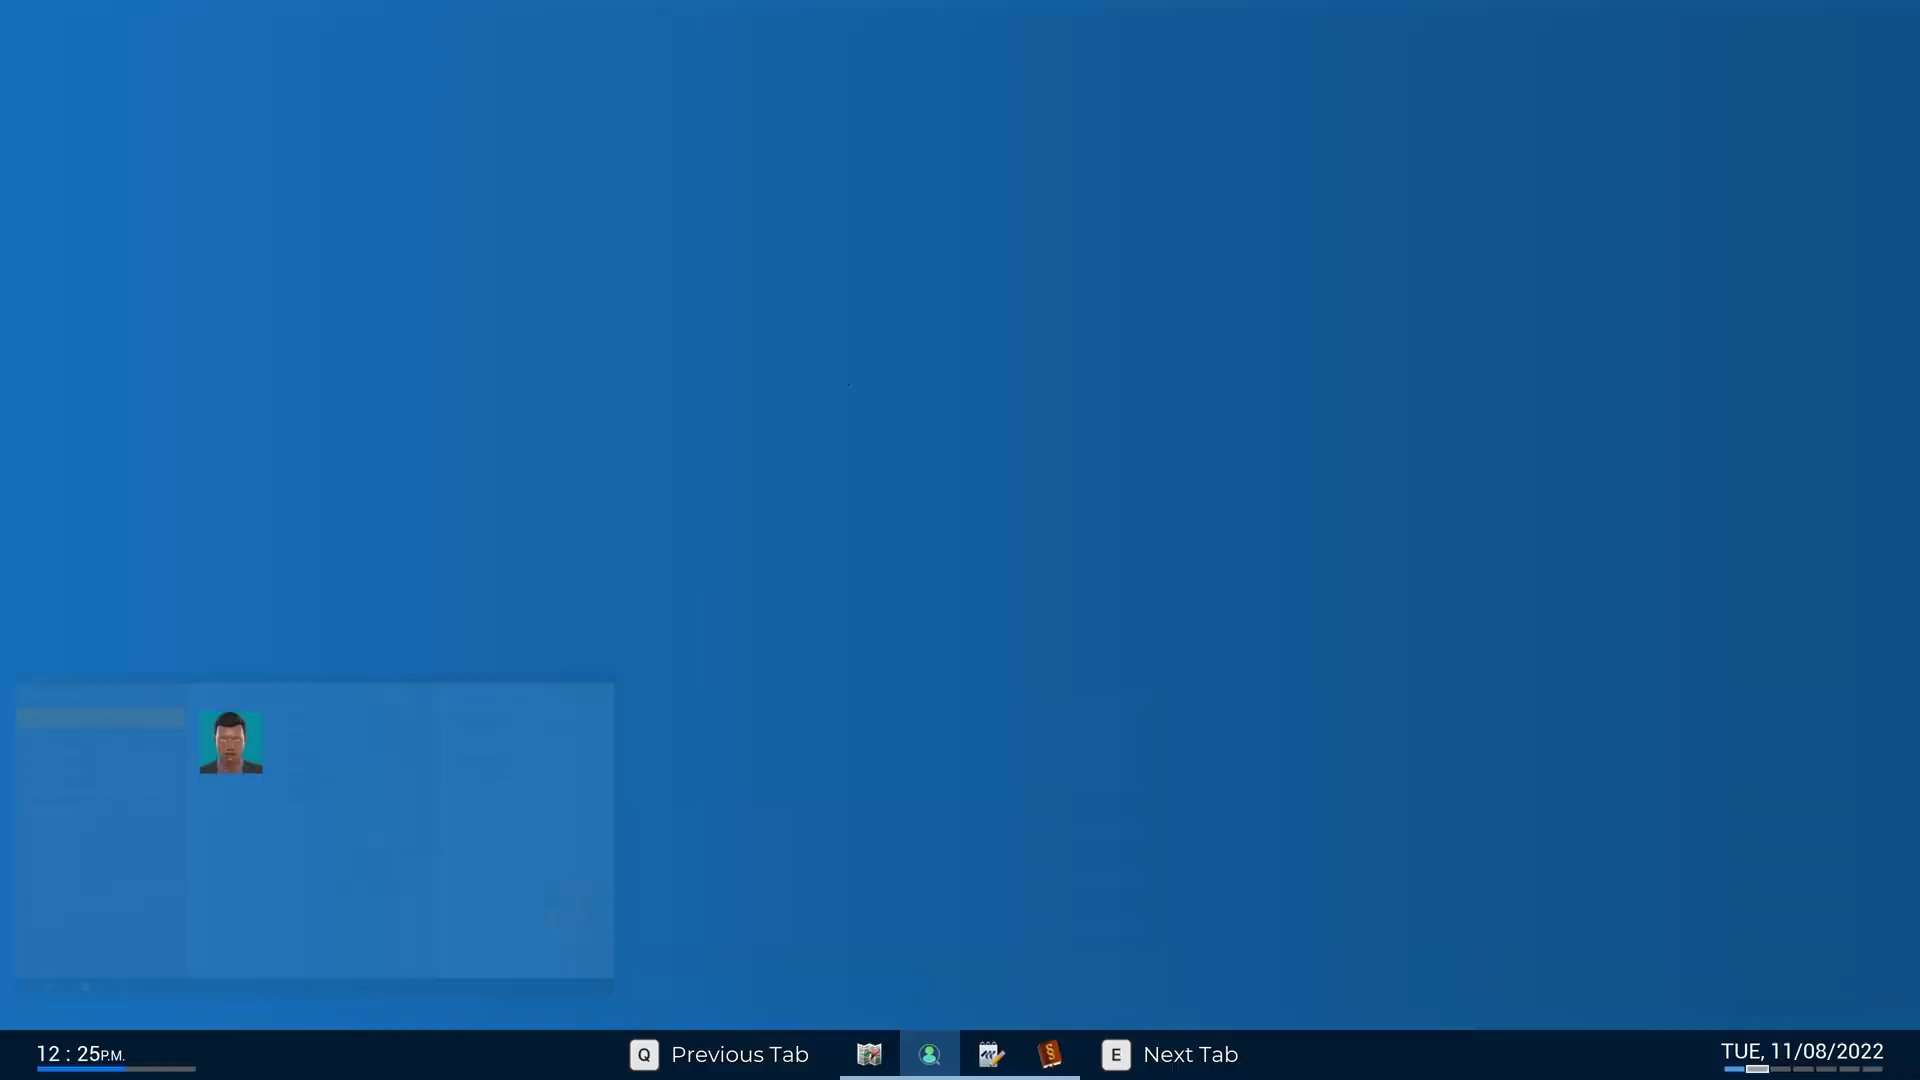 12 : 25P.M.
Q Previous Tab
E Next Tab
TUE, 11/08/2022